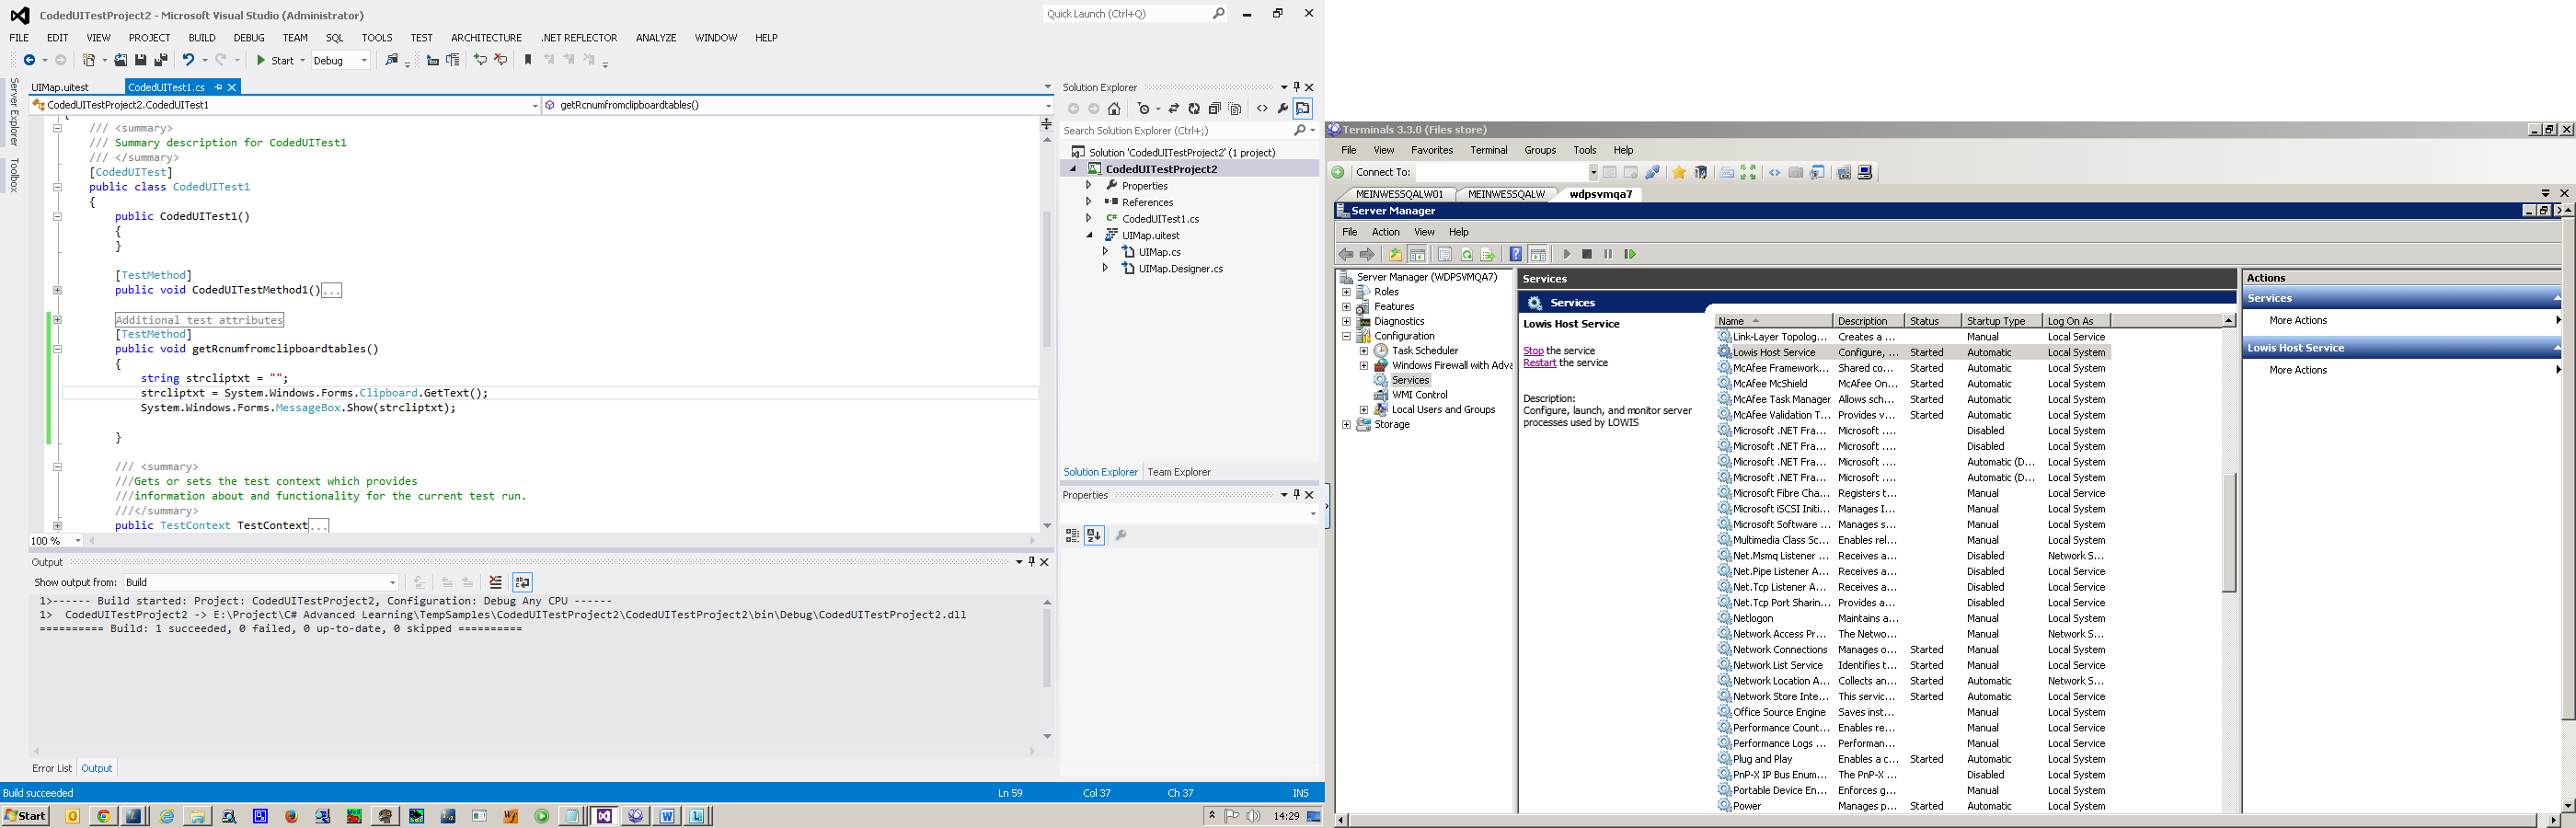 CodedUITestProject2 - Microsoft Visual Studio (Administrator)
Quick Launch (Ctrl+Q)
FILE EDIT VIEW PROJECT BUILD DEBUG TEAM SQL TOOLS TEST ARCHITECTURE .NET REFLECTOR ANALYZE WINDOW HELP
Start Debug
Server Explorer
Toolbox
UIMap.uitest CodedUITest1.cs
CodedUITestProject2.CodedUITest1 getRcnumfromclipboardtables()
{
/// <summary>
/// Summary description for CodedUITest1
/// </summary>
[CodedUITest]
public class CodedUITest1
{
public CodedUITest1()
{
}
[TestMethod]
public void CodedUITestMethod1()...
Additional test attributes
[TestMethod]
public void getRcnumfromclipboardtables()
{
string strcliptxt = "";
strcliptxt = System.Windows.Forms.Clipboard.GetText();
System.Windows.Forms.MessageBox.Show(strcliptxt);
}
/// <summary>
///Gets or sets the test context which provides
///information about and functionality for the current test run.
///</summary>
public TestContext TestContext...
100 %
Output
Show output from: Build
1>------ Build started: Project: CodedUITestProject2, Configuration: Debug Any CPU ------
1>  CodedUITestProject2 -> E:\Project\C# Advanced Learning\TempSamples\CodedUITestProject2\CodedUITestProject2\bin\Debug\CodedUITestProject2.dll
========== Build: 1 succeeded, 0 failed, 0 up-to-date, 0 skipped ==========
Error List Output
Build succeeded Ln 59 Col 37 Ch 37 INS
Start 14:29
Solution Explorer
Search Solution Explorer (Ctrl+;)
Solution 'CodedUITestProject2' (1 project)
CodedUITestProject2
Properties
References
C# CodedUITest1.cs
UIMap.uitest
UIMap.cs
UIMap.Designer.cs
Solution Explorer Team Explorer
Properties
Terminals 3.3.0 (Files store)
File View Favorites Terminal Groups Tools Help
Connect To:
MEINWESSQALW01 MEINWESSQALW wdpsvmqa7
Server Manager
File Action View Help
Server Manager (WDPSVMQA7)
Roles
Features
Diagnostics
Configuration
Task Scheduler
Windows Firewall with Adva
Services
WMI Control
Local Users and Groups
Storage
Services
Services
Lowis Host Service
Stop the service
Restart the service
Description:
Configure, launch, and monitor server
processes used by LOWIS
Name Description Status Startup Type Log On As
Link-Layer Topolog... Creates a ... Manual Local Service
Lowis Host Service Configure, ... Started Automatic Local System
McAfee Framework... Shared co... Started Automatic Local System
McAfee McShield McAfee On... Started Automatic Local System
McAfee Task Manager Allows sch... Started Automatic Local System
McAfee Validation T... Provides v... Started Automatic Local System
Microsoft .NET Fra... Microsoft .... Disabled Local System
Microsoft .NET Fra... Microsoft .... Disabled Local System
Microsoft .NET Fra... Microsoft .... Automatic (D... Local System
Microsoft .NET Fra... Microsoft .... Automatic (D... Local System
Microsoft Fibre Cha... Registers t... Manual Local Service
Microsoft iSCSI Initi... Manages I... Manual Local System
Microsoft Software ... Manages s... Manual Local System
Multimedia Class Sc... Enables rel... Manual Local System
Net.Msmq Listener ... Receives a... Disabled Network S...
Net.Pipe Listener A... Receives a... Disabled Local Service
Net.Tcp Listener A... Receives a... Disabled Local Service
Net.Tcp Port Sharin... Provides a... Disabled Local Service
Netlogon Maintains a... Manual Local System
Network Access Pr... The Netwo... Manual Network S...
Network Connections Manages o... Started Manual Local System
Network List Service Identifies t... Started Manual Local Service
Network Location A... Collects an... Started Automatic Network S...
Network Store Inte... This servic... Started Automatic Local Service
Office Source Engine Saves inst... Manual Local System
Performance Count... Enables re... Manual Local Service
Performance Logs ... Performan... Manual Local Service
Plug and Play Enables a c... Started Automatic Local System
PnP-X IP Bus Enum... The PnP-X ... Disabled Local System
Portable Device En... Enforces g... Manual Local System
Power Manages p... Started Automatic Local System
Actions
Services
More Actions
Lowis Host Service
More Actions